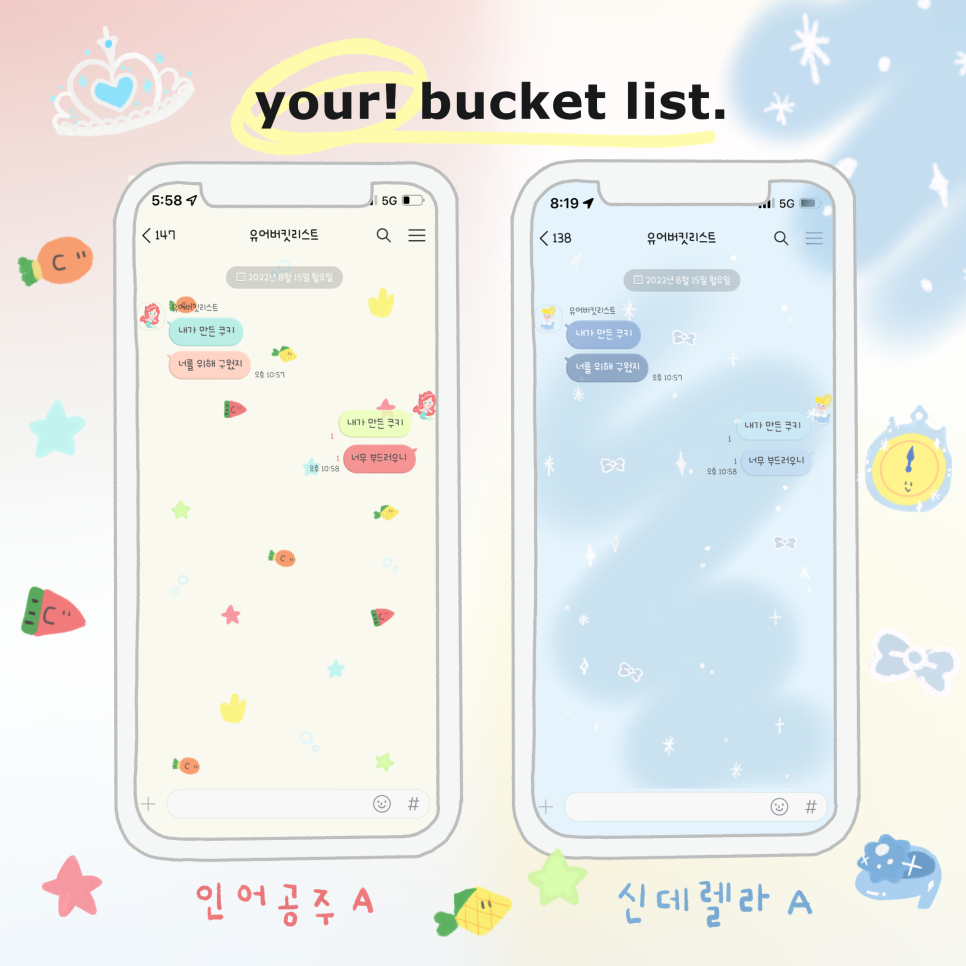 your! bucket list.
5:58
5G
147
유어버킷리스트
2022년 8월 15일 월요일
유어버킷리스트
내가 만든 쿠키
너를 위해 구웠지
오후 10:57
내가 만든 쿠키
1
너무 부드러우니
1
오후 10:58
#
인어공주 A
8:19
5G
138
유어버킷리스트
2022년 8월 15일 월요일
유어버킷리스트
내가 만든 쿠키
너를 위해 구웠지
오후 10:57
내가 만든 쿠키
1
너무 부드러우니
1
오후 10:58
#
신데렐라 A